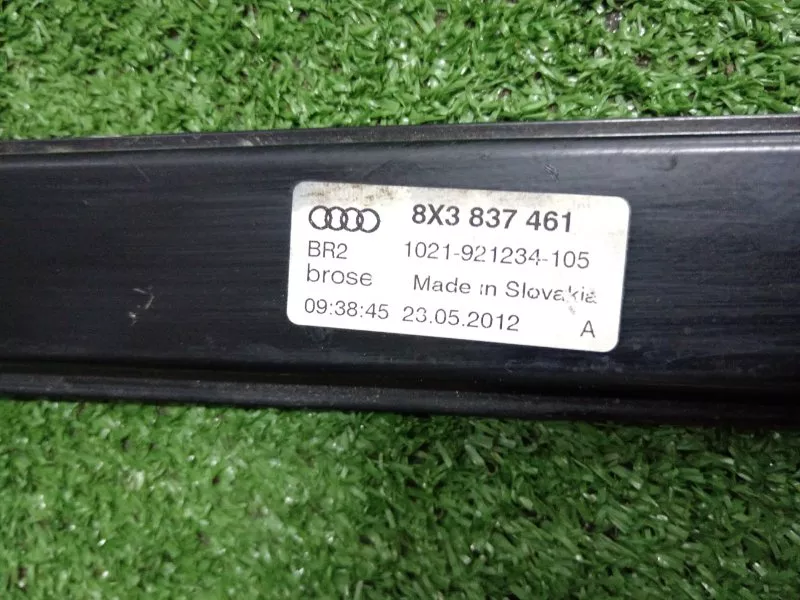 8X3 837 461
BR2 1021-921234-105
brose Made in Slovakia
09:38:45 23.05.2012 A